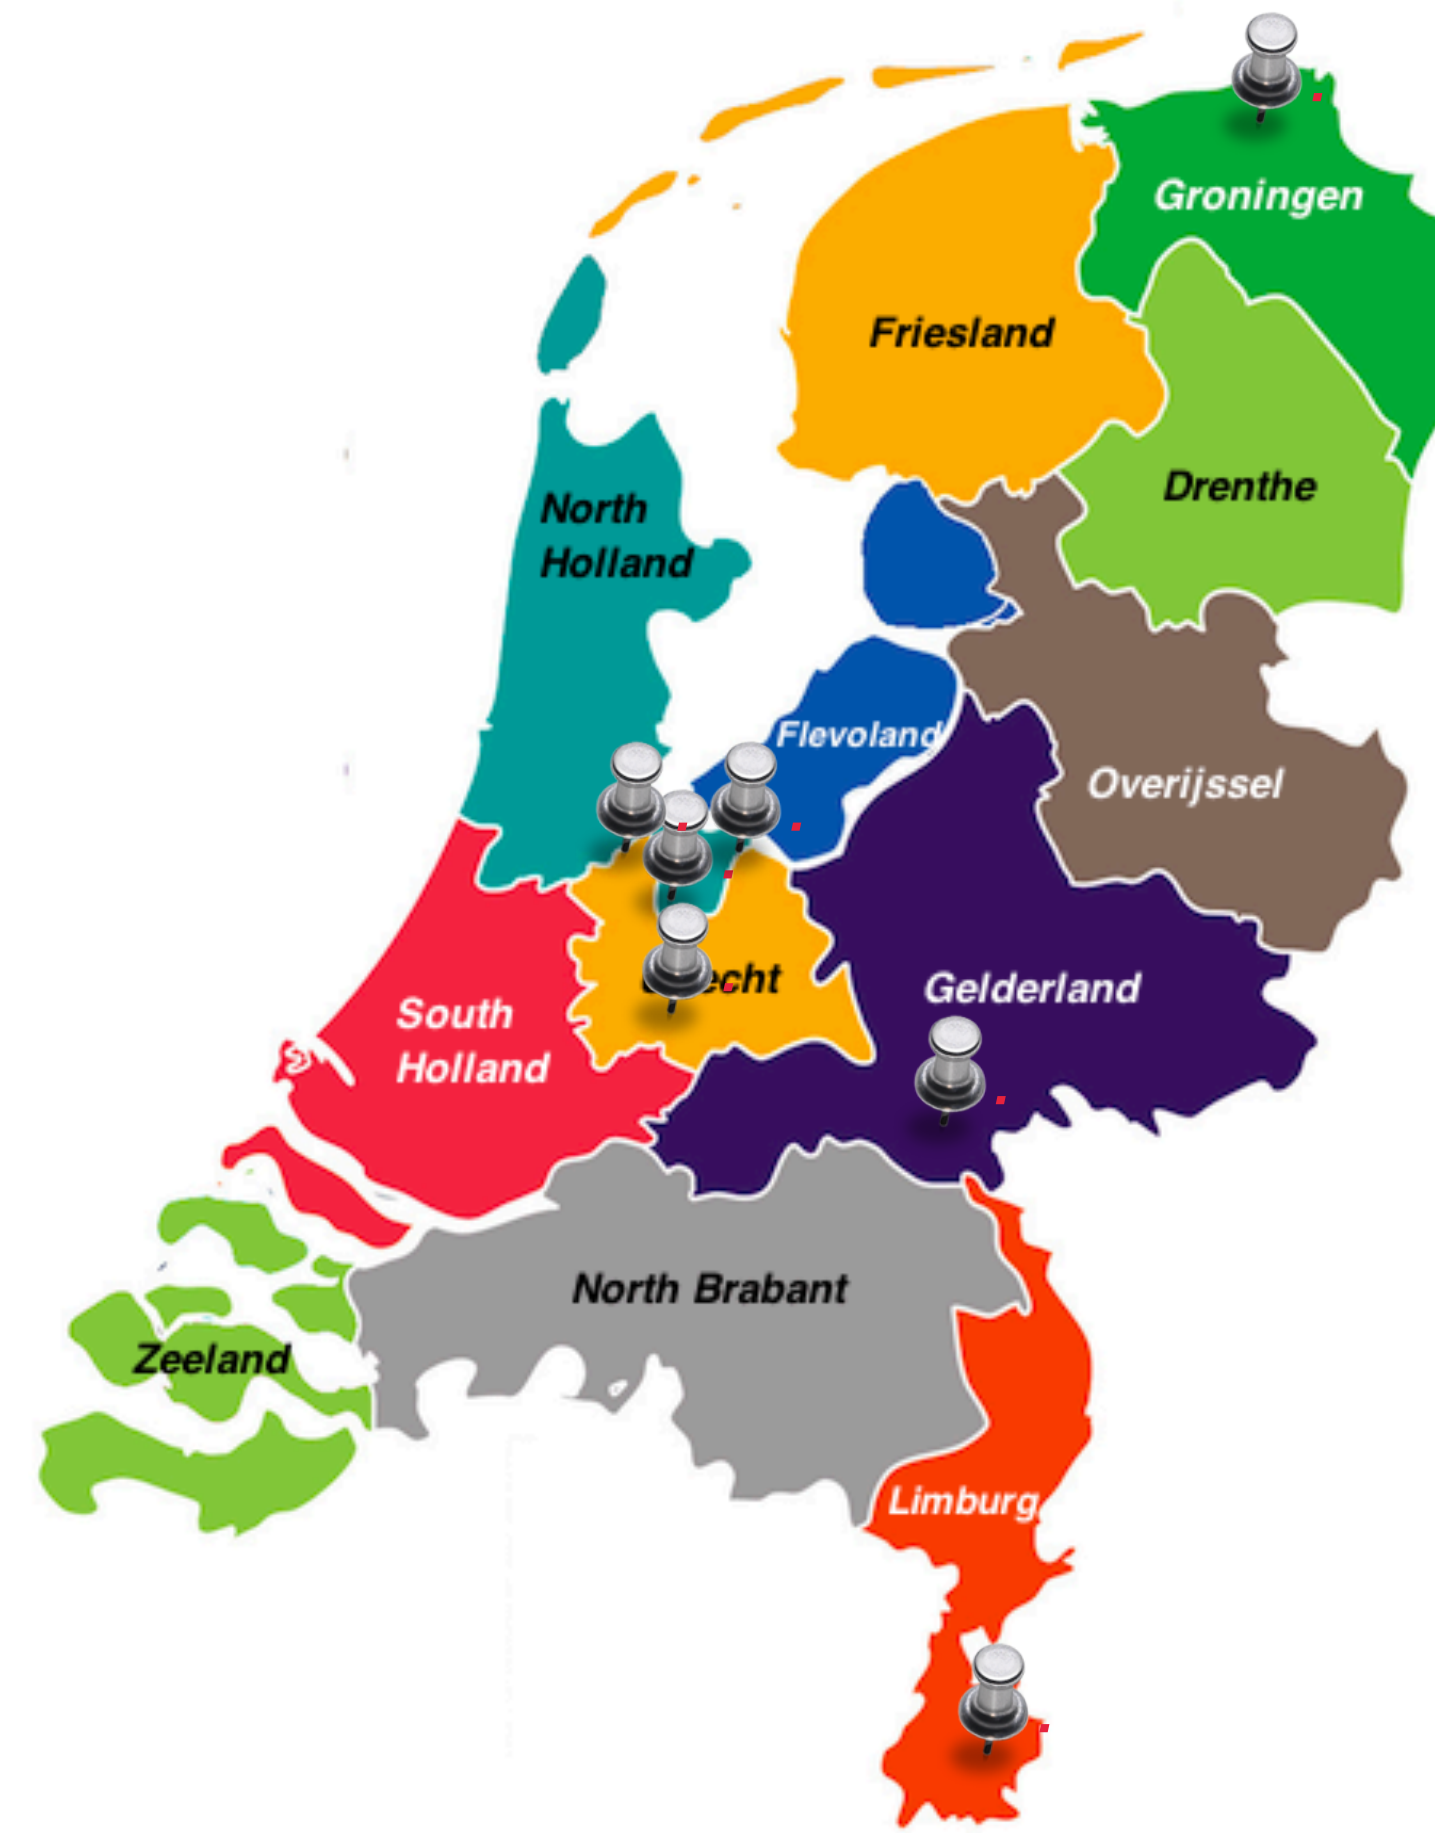 Groningen
Friesland
Drenthe
North
Holland
Flevoland
Overijssel
Gelderland
South
Holland
North Brabant
Zeeland
Limburg